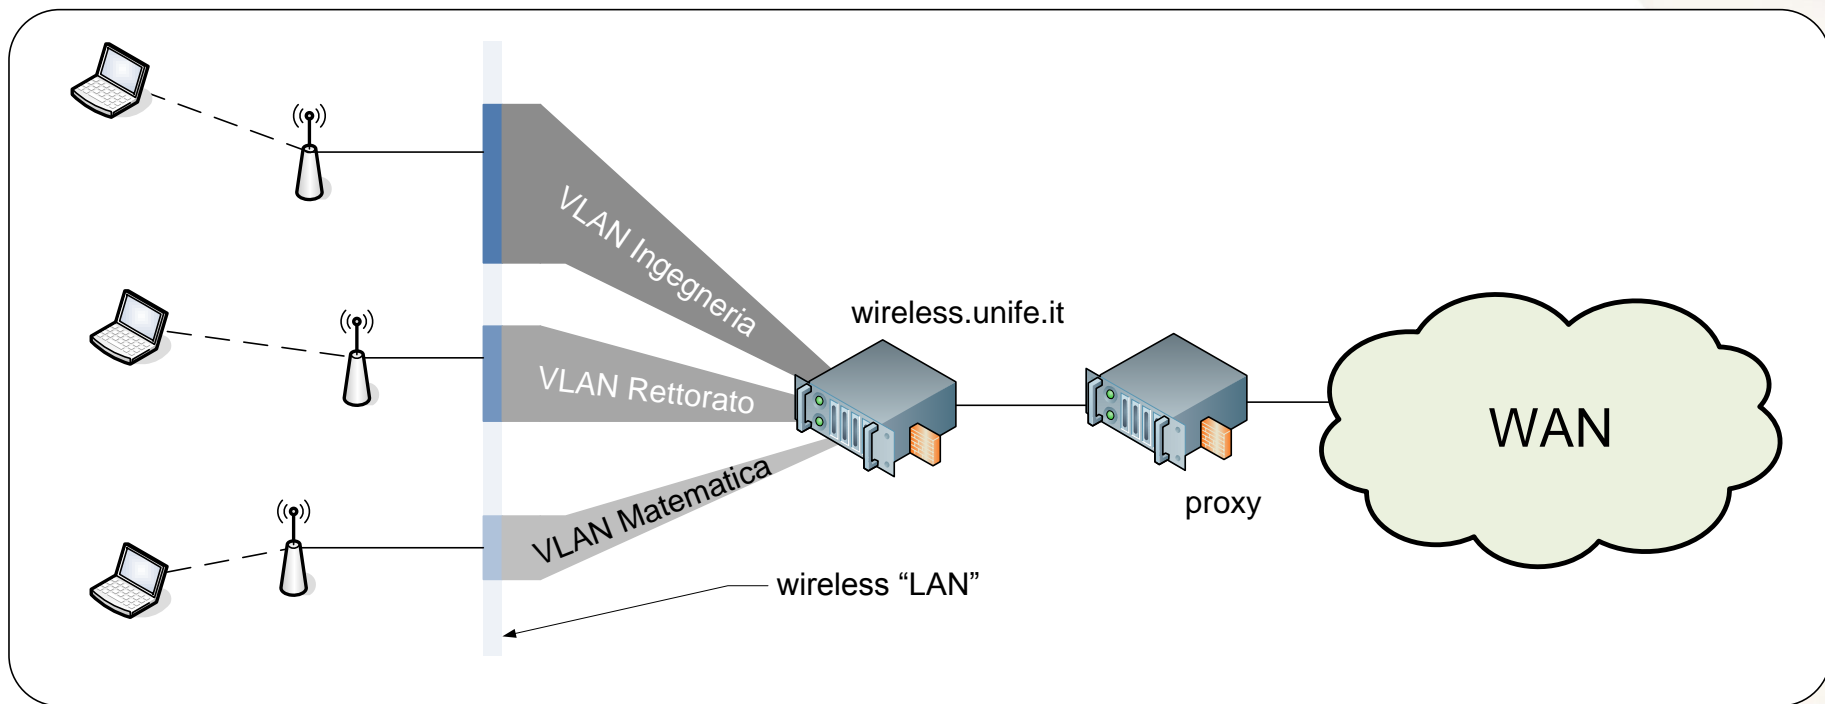 VLAN Ingegneria
wireless.unife.it
VLAN Rettorato
WAN
VLAN Matematica
proxy
wireless “LAN”